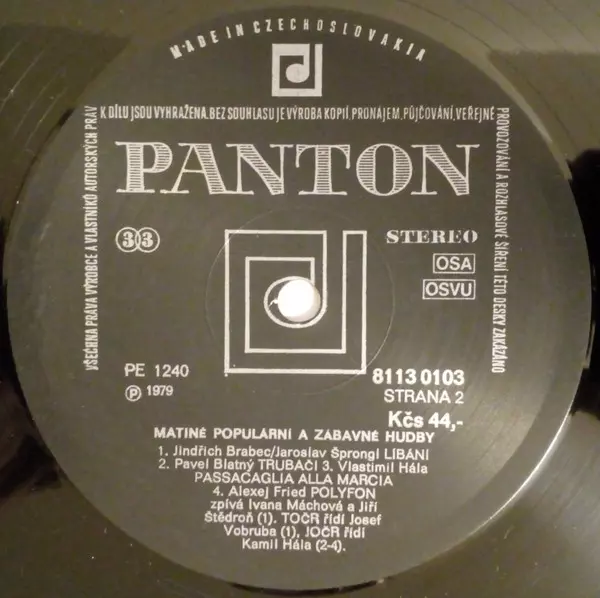 MADE IN CZECHOSLOVAKIA
VŠECHNA PRÁVA VÝROBCE A VLASTNÍKŮ AUTORSKÝCH PRÁV
K DÍLU JSOU VYHRAŽENA. BEZ SOUHLASU JE VÝROBA KOPIÍ, PRONÁJEM, PŮJČOVÁNÍ, VEŘEJNÉ
PROVOZOVÁNÍ A ROZHLASOVÉ ŠÍŘENÍ TÉTO DESKY ZAKÁZÁNO
PANTON
33 STEREO
OSA
OSVU
PE 1240 8113 0103
Ⓟ 1979 STRANA 2
Kčs 44,-
MATINÉ POPULÁRNÍ A ZÁBAVNÉ HUDBY
1. Jindřich Brabec/Jaroslav Šprongl LÍBÁNÍ
2. Pavel Blatný TRUBAČI 3. Vlastimil Hála
PASSACAGLIA ALLA MARCIA
4. Alexej Fried POLYFON
zpívá Ivana Máchová a Jiří
Štědroň (1). TOČR řídí Josef
Vobruba (1), JOČR řídí
Kamil Hála (2-4).